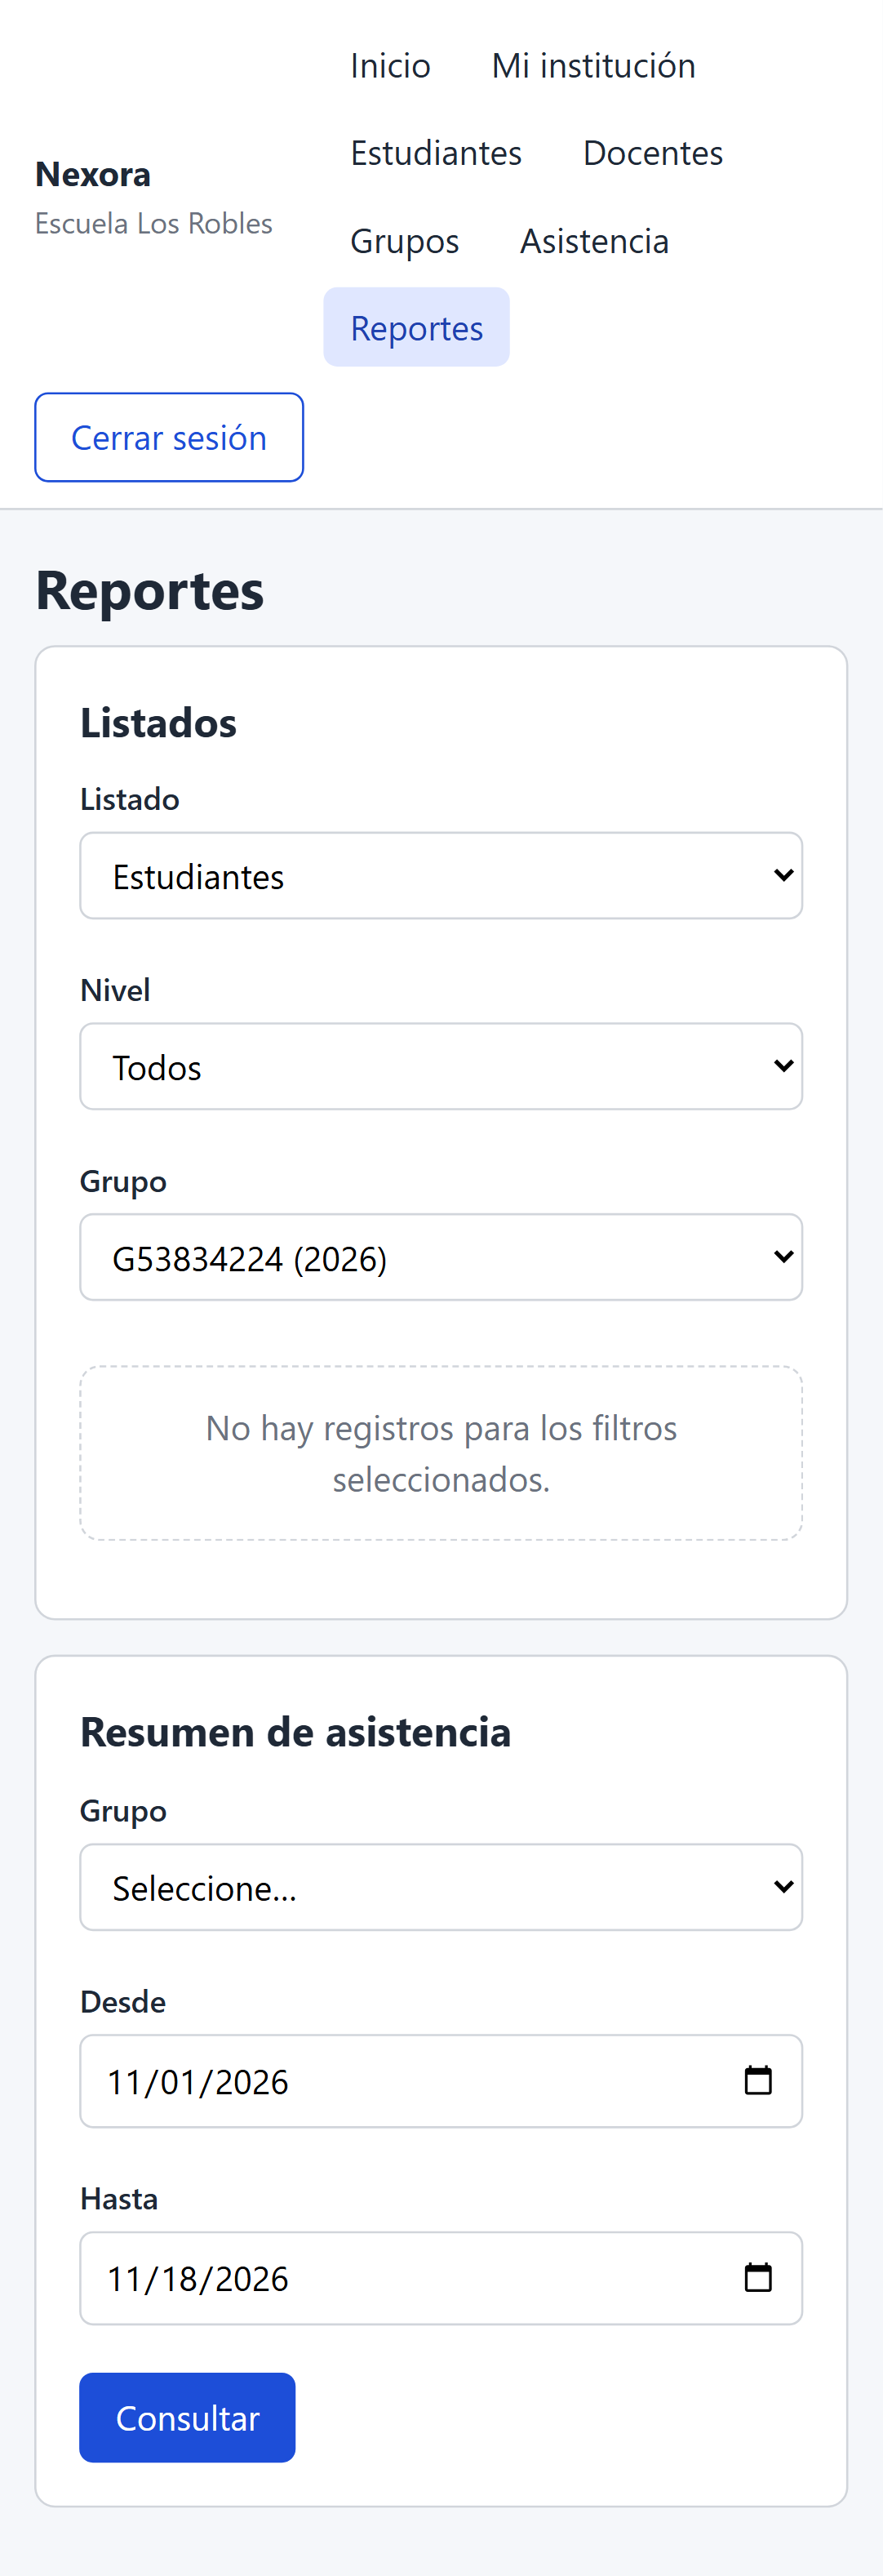 Nexora
Escuela Los Robles
Inicio
Mi institución
Estudiantes
Docentes
Grupos
Asistencia
Reportes
Cerrar sesión
Reportes
Listados
Listado
Estudiantes
Nivel
Todos
Grupo
G53834224 (2026)
No hay registros para los filtros
seleccionados.
Resumen de asistencia
Grupo
Seleccione...
Desde
11/01/2026
Hasta
11/18/2026
Consultar